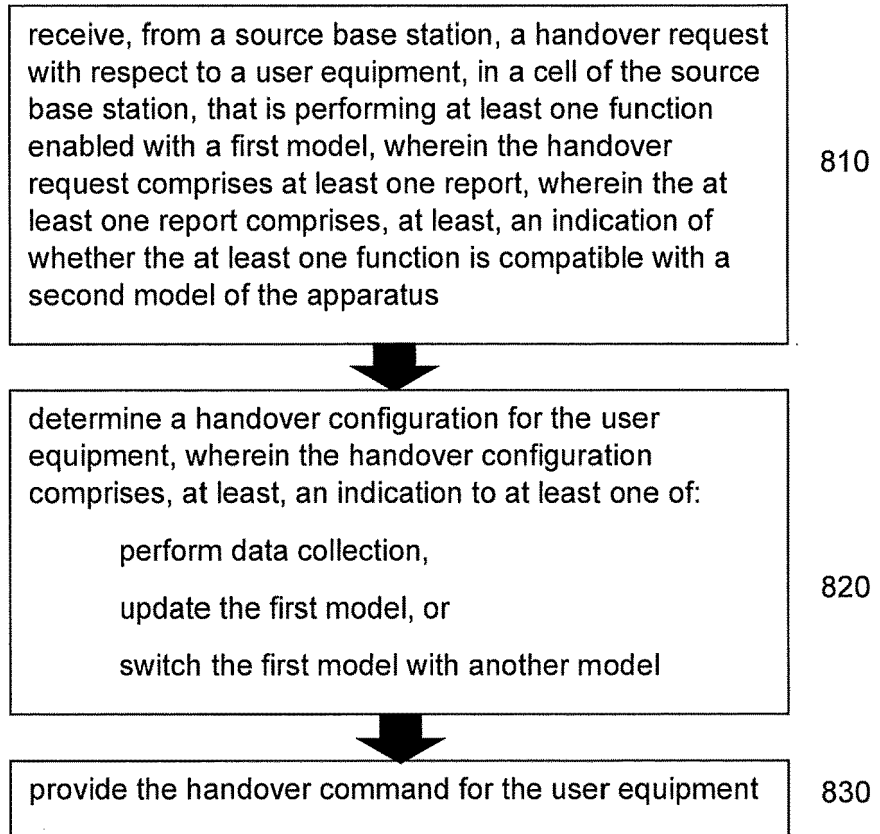 receive, from a source base station, a handover request
with respect to a user equipment, in a cell of the source
base station, that is performing at least one function
enabled with a first model, wherein the handover
request comprises at least one report, wherein the at
least one report comprises, at least, an indication of
whether the at least one function is compatible with a
second model of the apparatus
810
determine a handover configuration for the user
equipment, wherein the handover configuration
comprises, at least, an indication to at least one of:
perform data collection,
update the first model, or
switch the first model with another model
820
provide the handover command for the user equipment
830